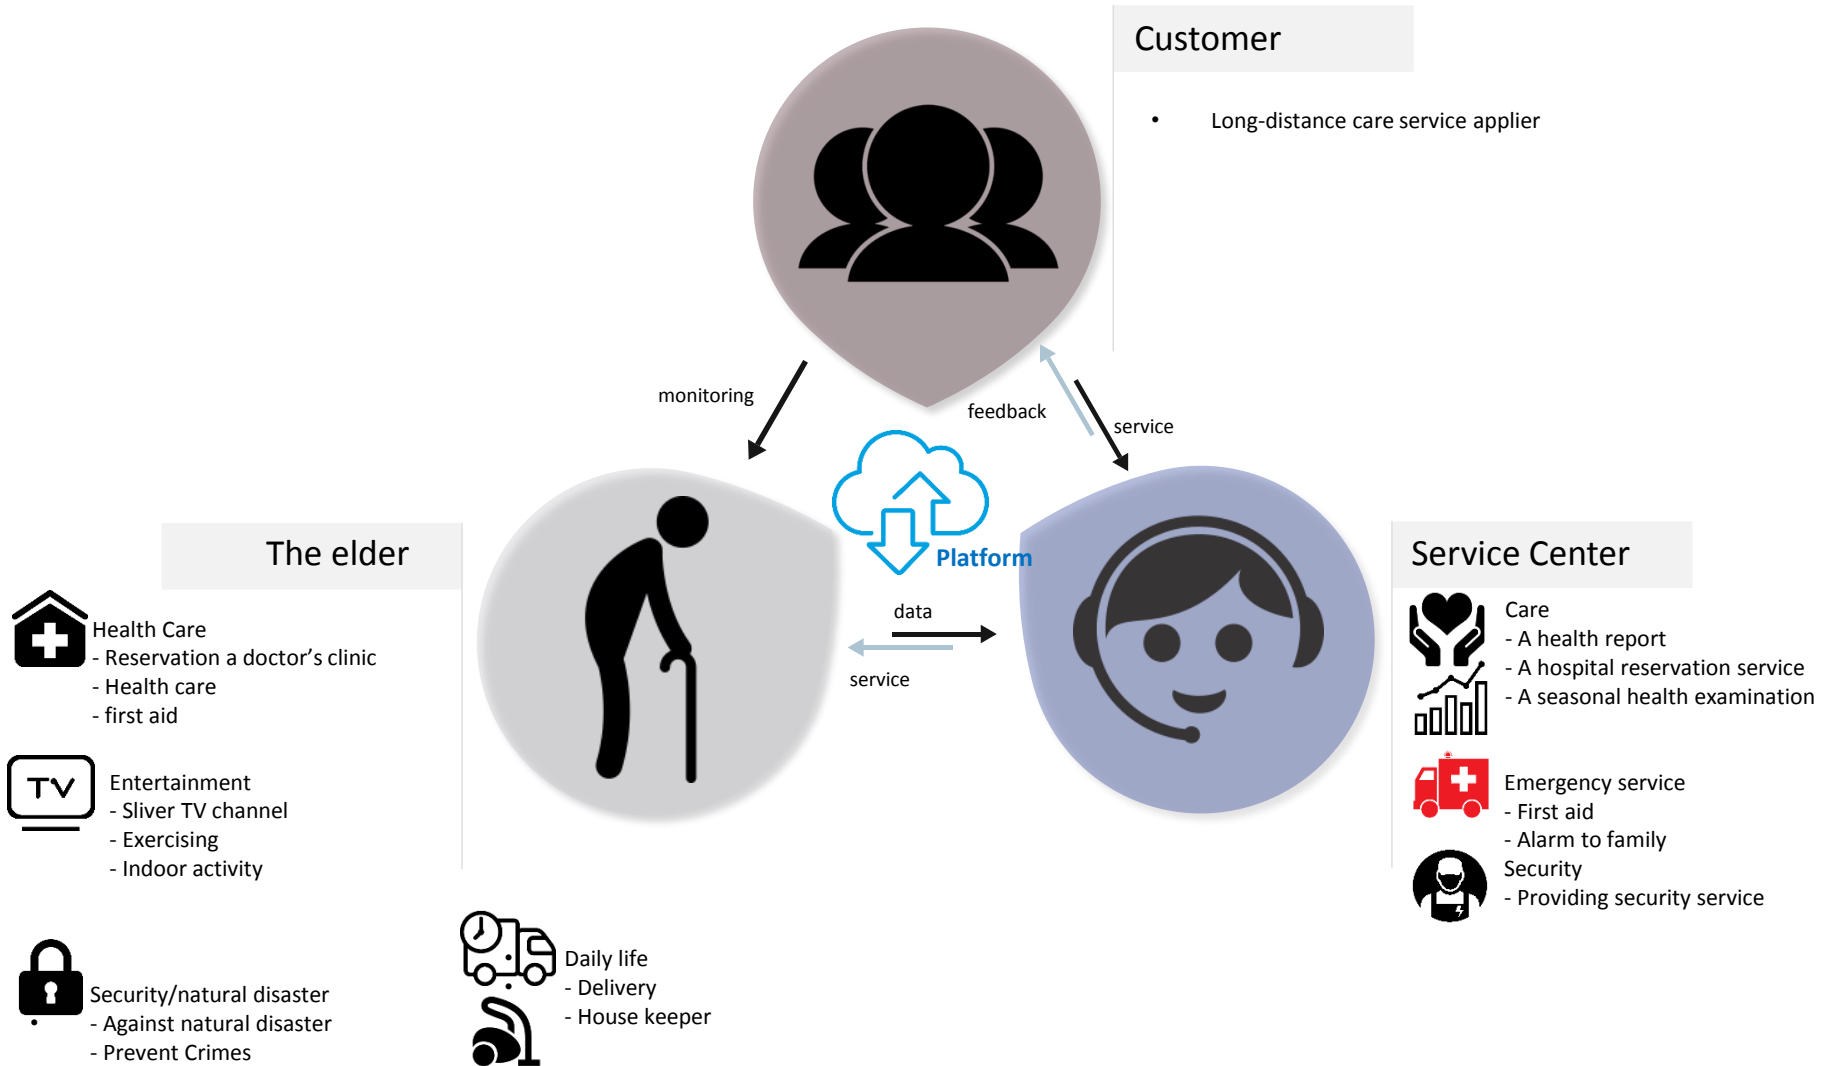 Customer
• Long-distance care service applier
monitoring
feedback
service
Platform
data
service
The elder
Health Care
- Reservation a doctor's clinic
- Health care
- first aid
TV
Entertainment
- Sliver TV channel
- Exercising
- Indoor activity
Security/natural disaster
- Against natural disaster
- Prevent Crimes
Daily life
- Delivery
- House keeper
Service Center
Care
- A health report
- A hospital reservation service
- A seasonal health examination
Emergency service
- First aid
- Alarm to family
Security
- Providing security service